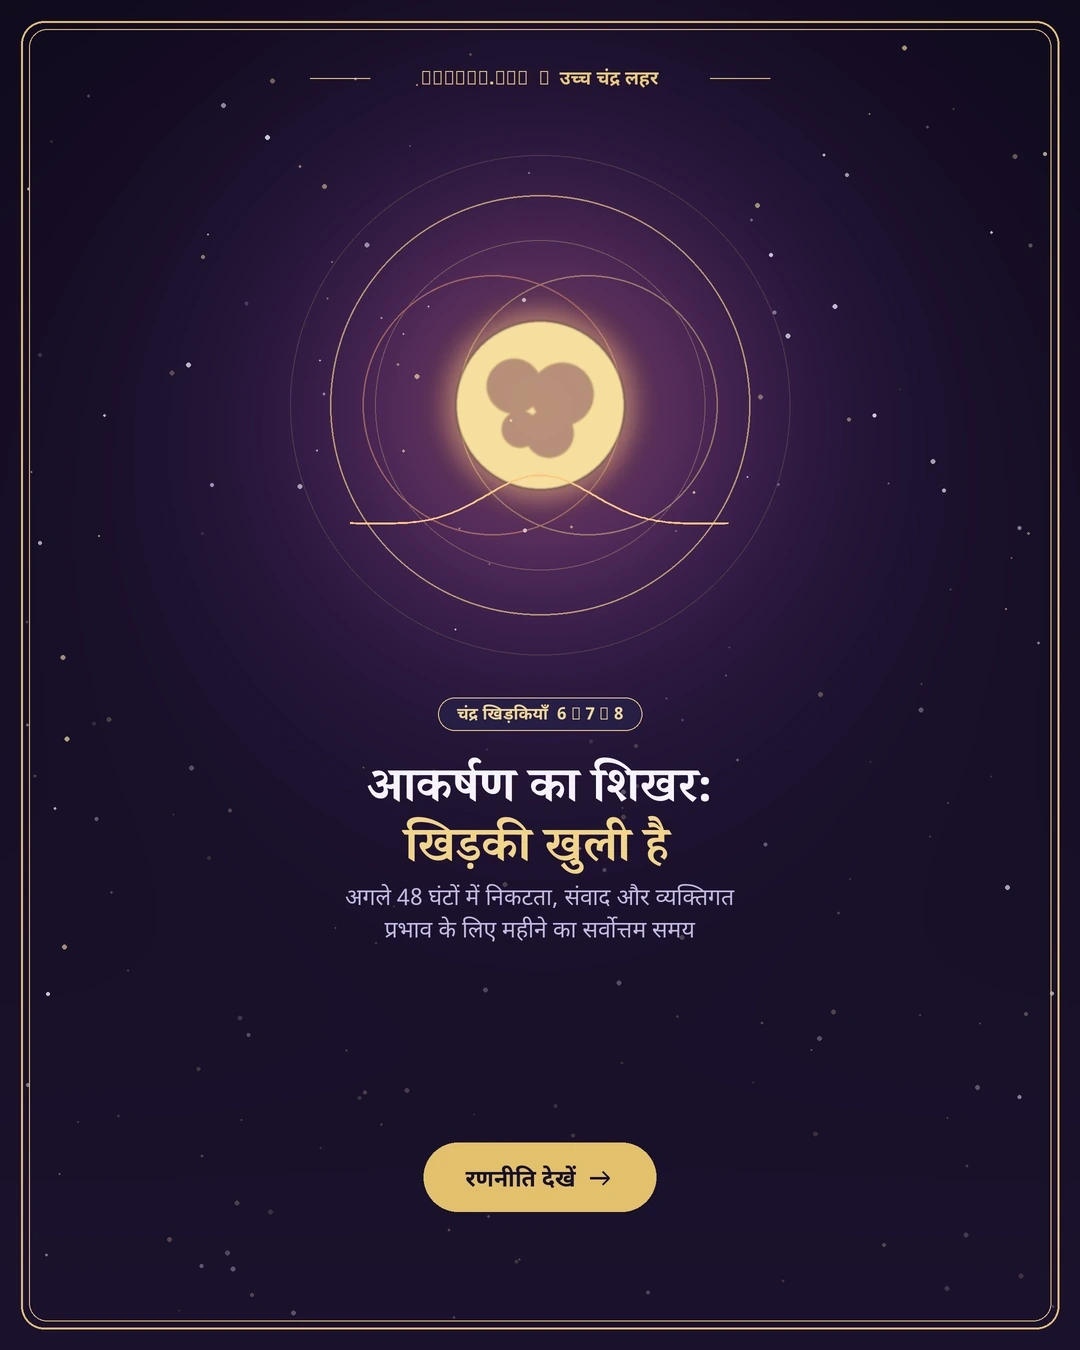 उच्च चंद्र लहर
चंद्र खिड़कियाँ 6 7 8
आकर्षण का शिखर:
खिड़की खुली है
अगले 48 घंटों में निकटता, संवाद और व्यक्तिगत
प्रभाव के लिए महीने का सर्वोत्तम समय
रणनीति देखें →